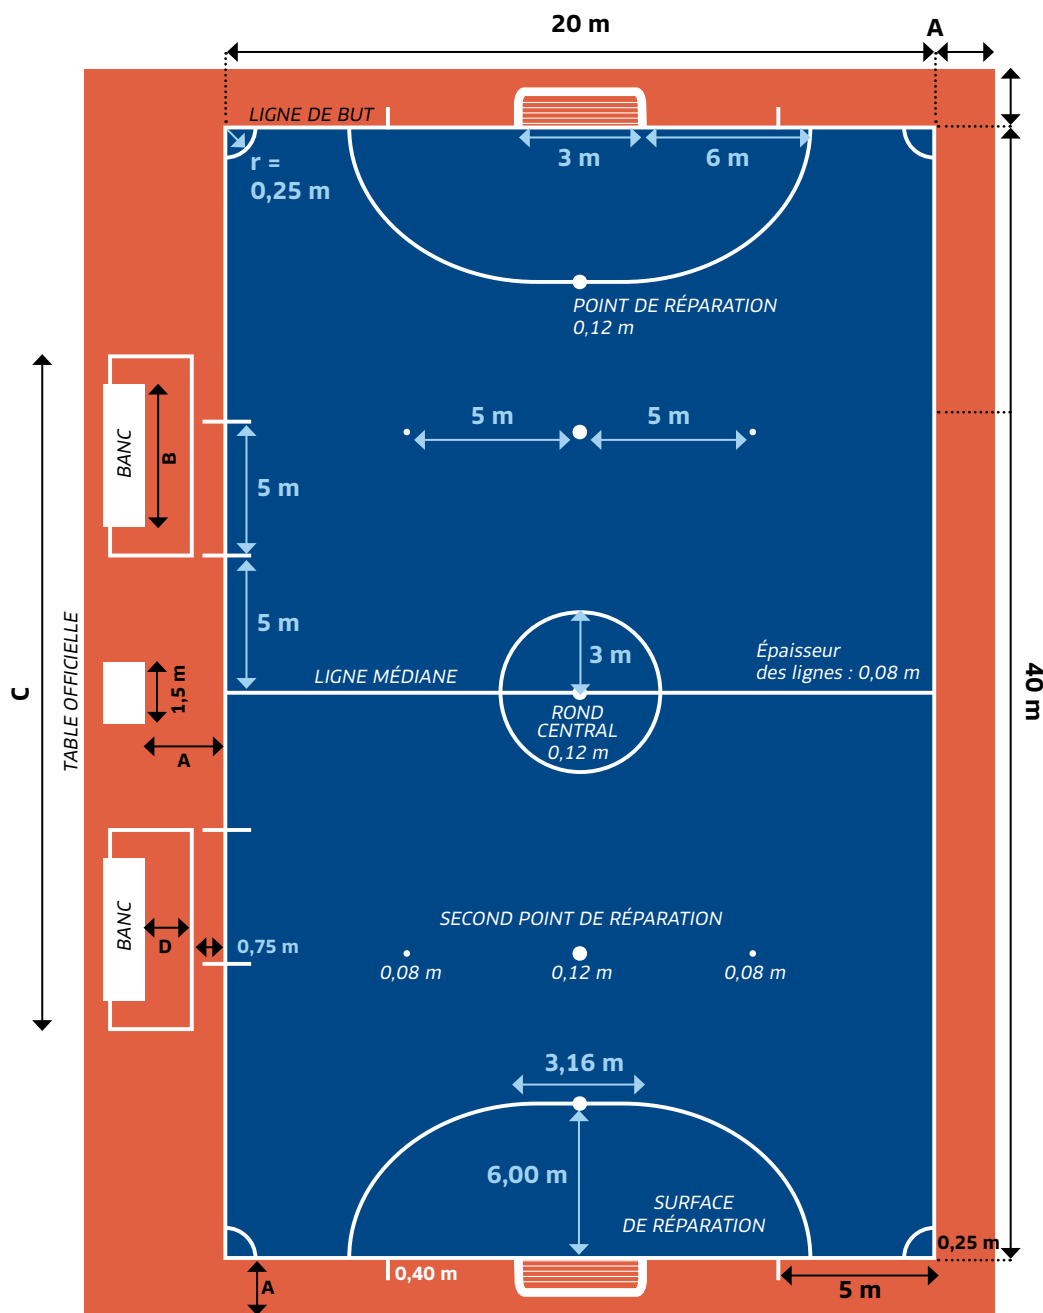 20 m
A
LIGNE DE BUT
r =
0,25 m
3 m
6 m
POINT DE RÉPARATION
0,12 m
5 m
5 m
BANC
B
5 m
5 m
3 m
Épaisseur
des lignes : 0,08 m
LIGNE MÉDIANE
40 m
C
TABLE OFFICIELLE
1,5 m
A
ROND
CENTRAL
0,12 m
SECOND POINT DE RÉPARATION
BANC
D
0,75 m
0,08 m
0,12 m
0,08 m
3,16 m
6,00 m
SURFACE
DE RÉPARATION
0,25 m
A
0,40 m
5 m